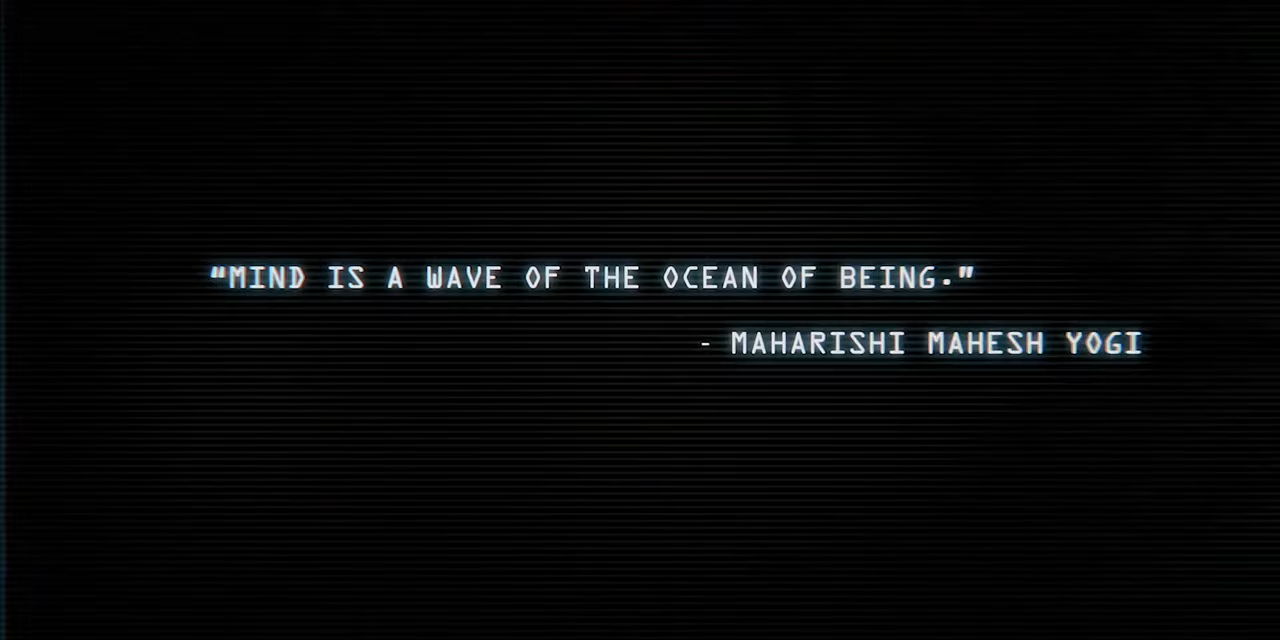 “MIND IS A WAVE OF THE OCEAN OF BEING.”
- MAHARISHI MAHESH YOGI